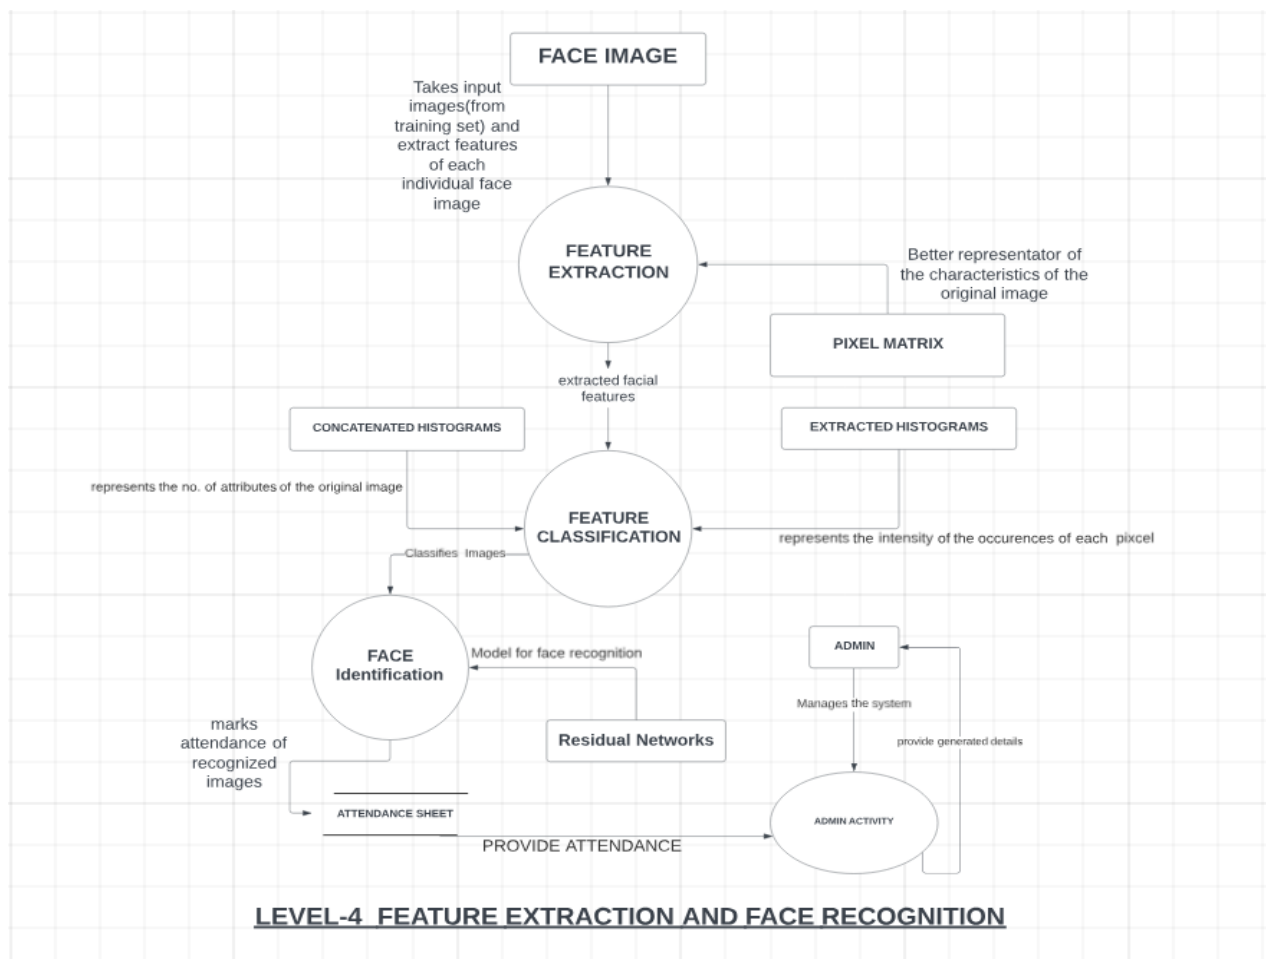 FACE IMAGE
Takes input
images(from
training set) and
extract features
of each
individual face
image
FEATURE
EXTRACTION
Better representator of
the characteristics of the
original image
PIXEL MATRIX
extracted facial
features
CONCATENATED HISTOGRAMS
EXTRACTED HISTOGRAMS
represents the no. of attributes of the original image
FEATURE
CLASSIFICATION
represents the intensity of the occurences of each pixcel
Classifies Images
FACE
Identification
Model for face recognition
ADMIN
Manages the system
marks
attendance of
recognized
images
Residual Networks
provide generated details
ATTENDANCE SHEET
ADMIN ACTIVITY
PROVIDE ATTENDANCE
LEVEL-4 FEATURE EXTRACTION AND FACE RECOGNITION